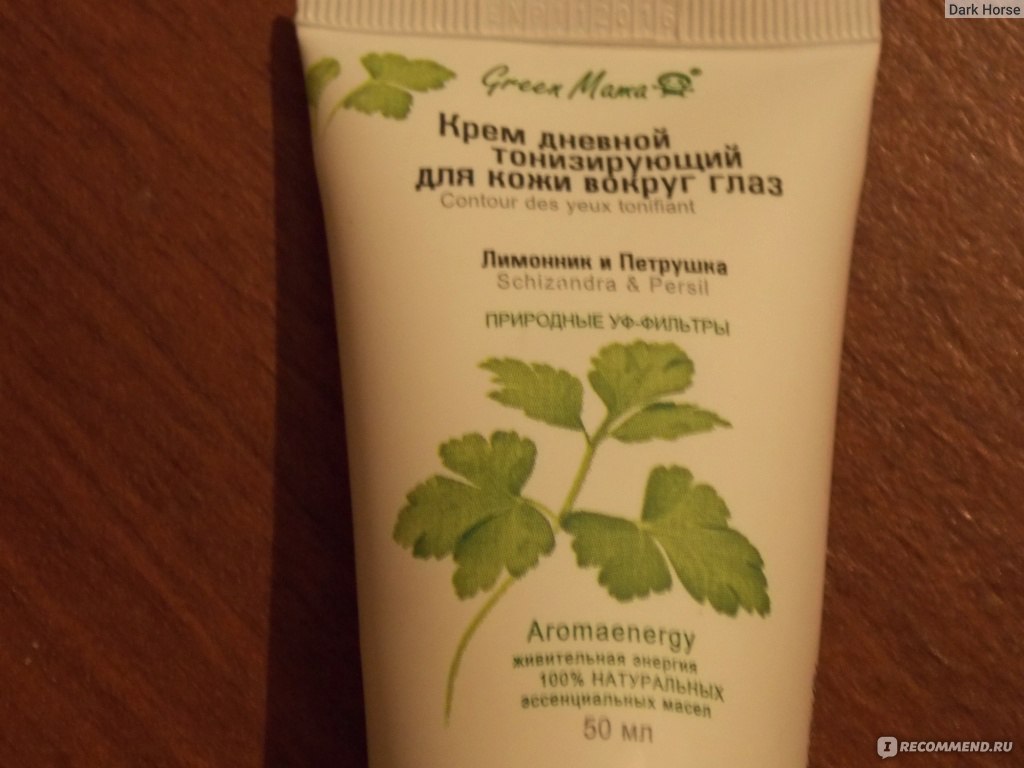 Dark Horse
Green Mama®
Крем дневной
тонизирующий
для кожи вокруг глаз
Contour des yeux tonifiant
Лимонник и Петрушка
Schizandra & Persil
ПРИРОДНЫЕ УФ-ФИЛЬТРЫ
Aromaenergy
живительная энергия
100% НАТУРАЛЬНЫХ
эссенциальных масел
50 мл
IRECOMMEND.RU